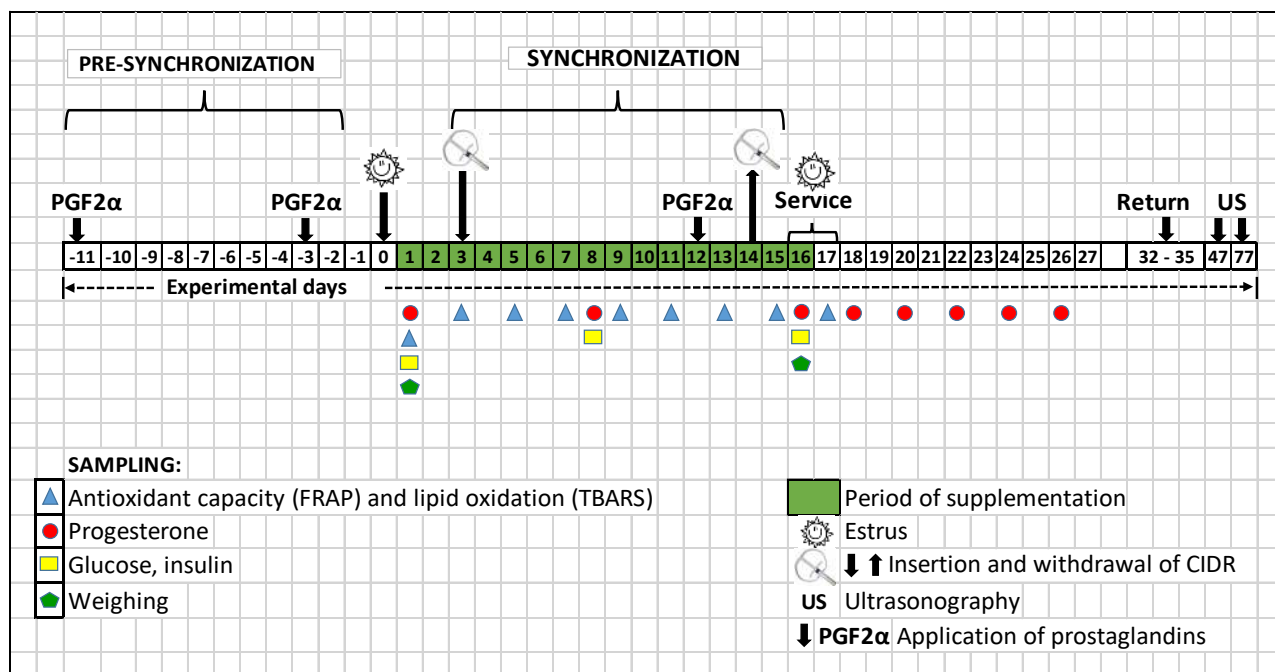 PRE-SYNCHRONIZATION
SYNCHRONIZATION
PGF2α
PGF2α
PGF2α
Service
Return
US
-11 -10 -9 -8 -7 -6 -5 -4 -3 -2 -1 0 1 2 3 4 5 6 7 8 9 10 11 12 13 14 15 16 17 18 19 20 21 22 23 24 25 26 27 32 - 35 47 77
Experimental days
SAMPLING:
Antioxidant capacity (FRAP) and lipid oxidation (TBARS)
Progesterone
Glucose, insulin
Weighing
Period of supplementation
Estrus
Insertion and withdrawal of CIDR
US Ultrasonography
PGF2α Application of prostaglandins